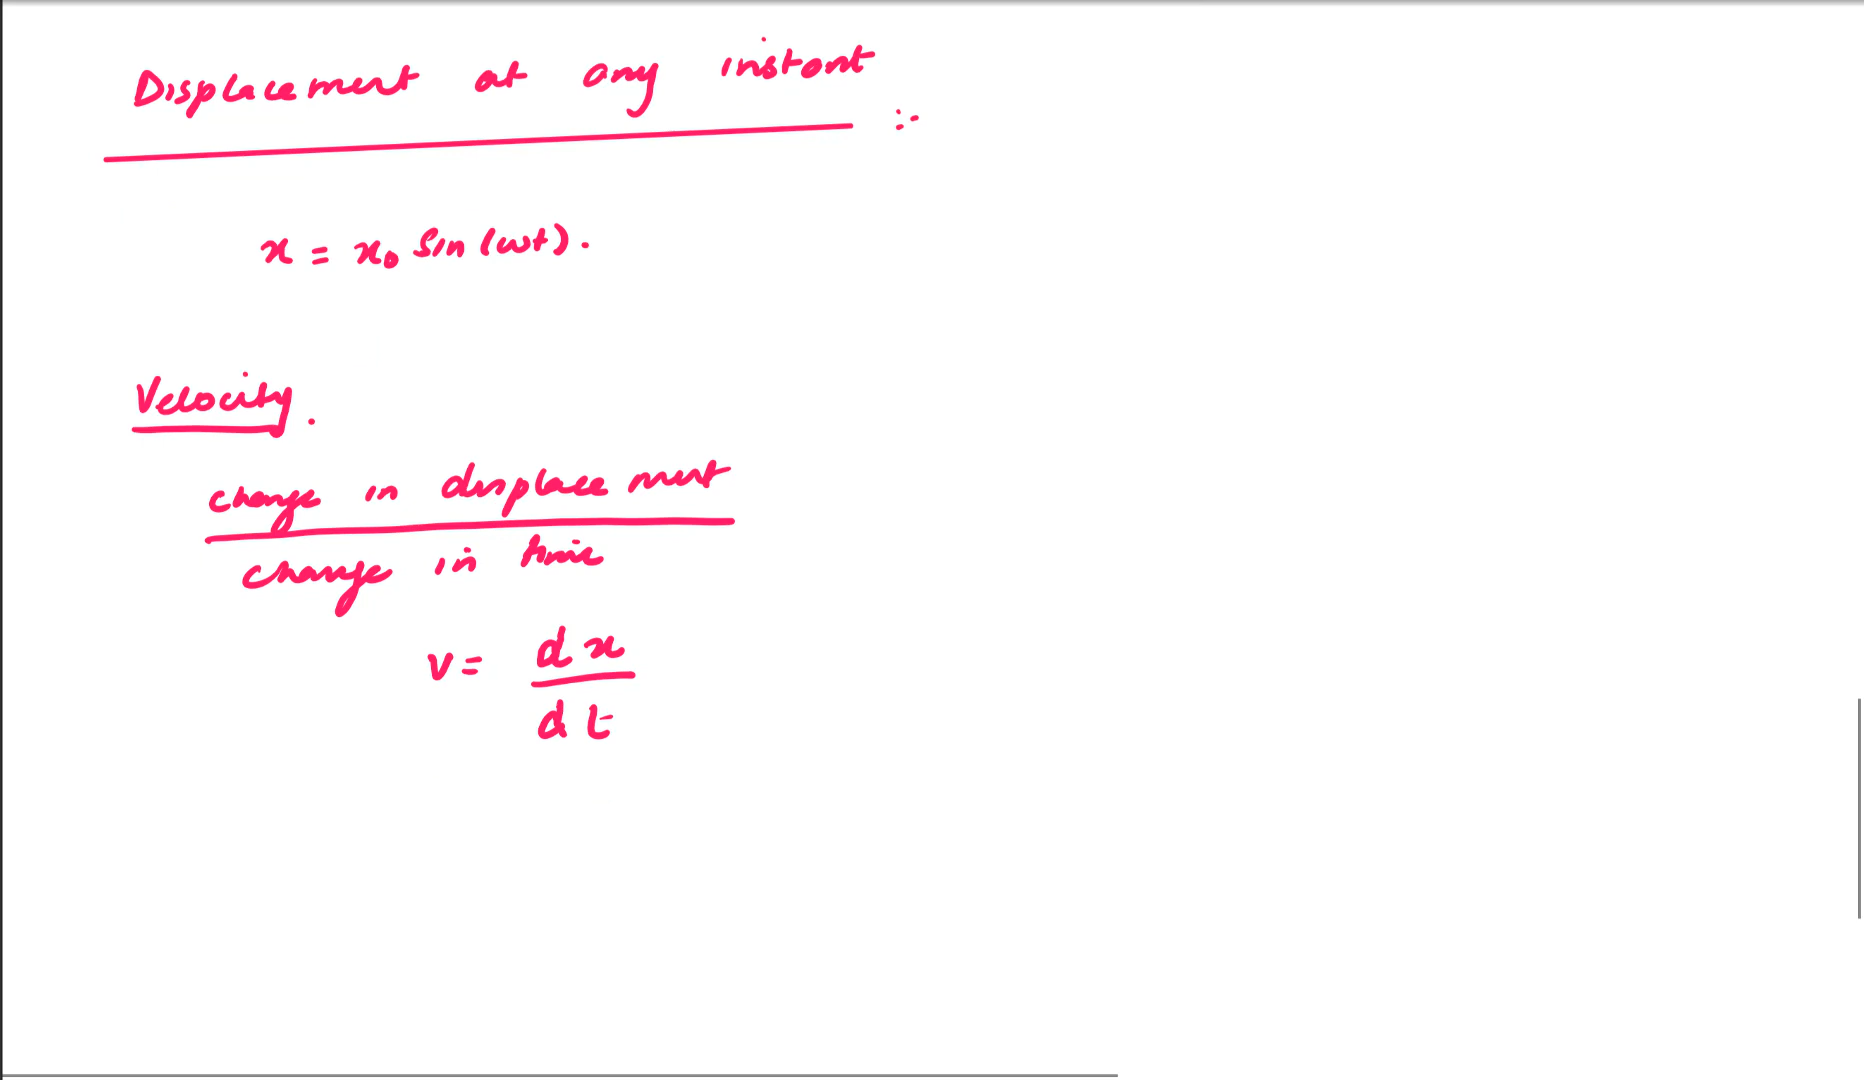 Displacement at any instant :-
x = x₀ sin(ωt).
Velocity.
change in displacement
change in time
v = dx
dt